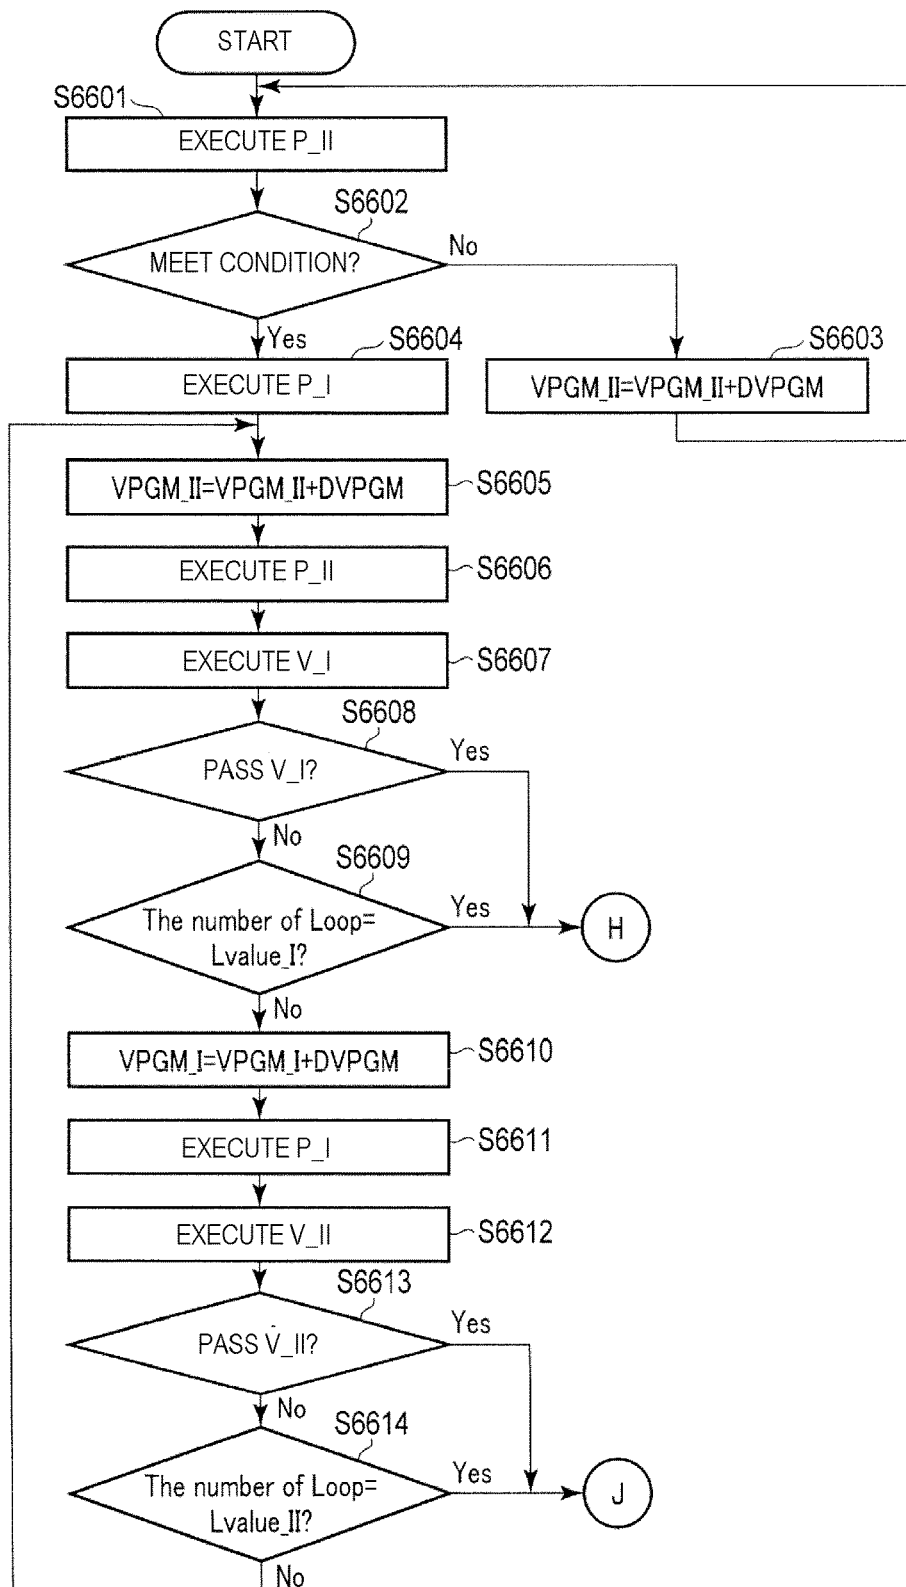 START
S6601
EXECUTE P_II
S6602
MEET CONDITION?
No
Yes
S6604
EXECUTE P_I
S6603
VPGM_II=VPGM_II+DVPGM
VPGM_II=VPGM_II+DVPGM
S6605
EXECUTE P_II
S6606
EXECUTE V_I
S6607
S6608
PASS V_I?
Yes
No
S6609
The number of Loop=
Lvalue_I?
Yes
H
No
VPGM_I=VPGM_I+DVPGM
S6610
EXECUTE P_I
S6611
EXECUTE V_II
S6612
S6613
PASS V_II?
Yes
No
S6614
The number of Loop=
Lvalue_II?
Yes
J
No